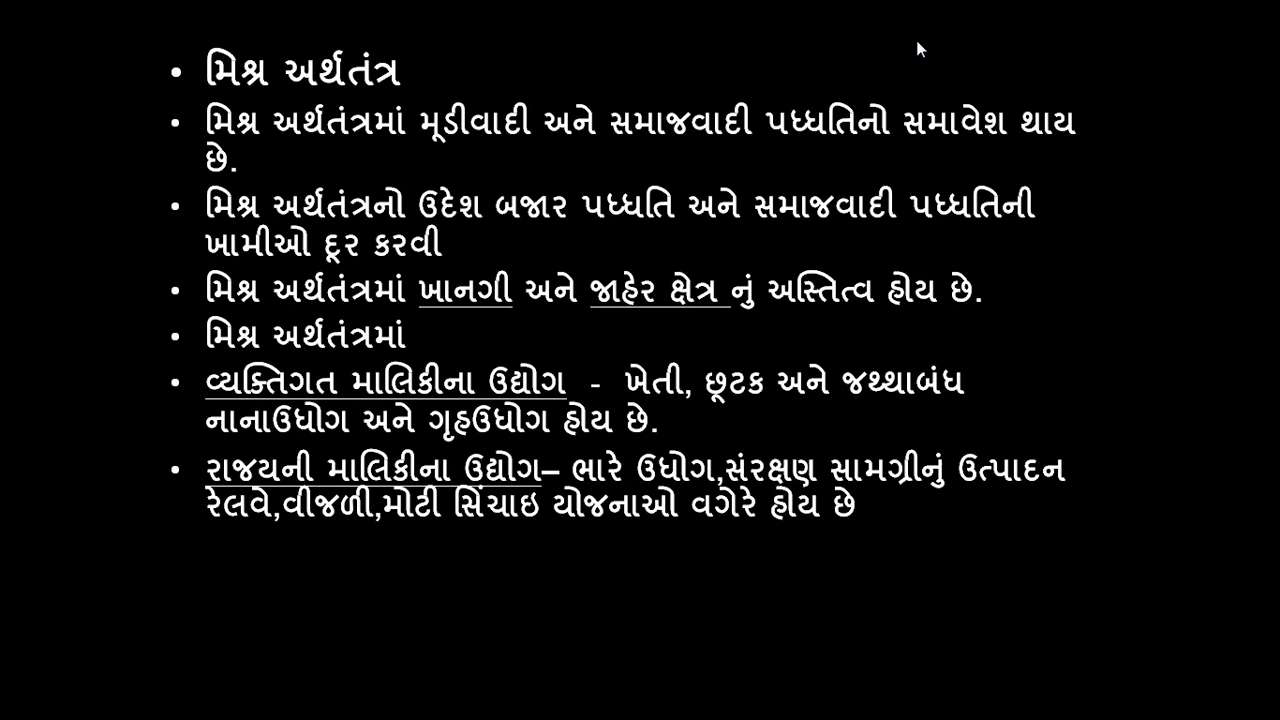 • મિશ્ર અર્થતંત્ર
• મિશ્ર અર્થતંત્રમાં મૂડીવાદી અને સમાજવાદી પધ્ધતિનો સમાવેશ થાય
છે.
• મિશ્ર અર્થતંત્રનો ઉદેશ બજાર પધ્ધતિ અને સમાજવાદી પધ્ધતિની
ખામીઓ દૂર કરવી
• મિશ્ર અર્થતંત્રમાં ખાનગી અને જાહેર ક્ષેત્ર નું અસ્તિત્વ હોય છે.
• મિશ્ર અર્થતંત્રમાં
• વ્યક્તિગત માલિકીના ઉદ્યોગ - ખેતી, છૂટક અને જથ્થાબંધ
નાનાઉધોગ અને ગૃહઉધોગ હોય છે.
• રાજયની માલિકીના ઉદ્યોગ– ભારે ઉધોગ,સંરક્ષણ સામગ્રીનું ઉત્પાદન
રેલવે,વીજળી,મોટી સિંચાઇ યોજનાઓ વગેરે હોય છે